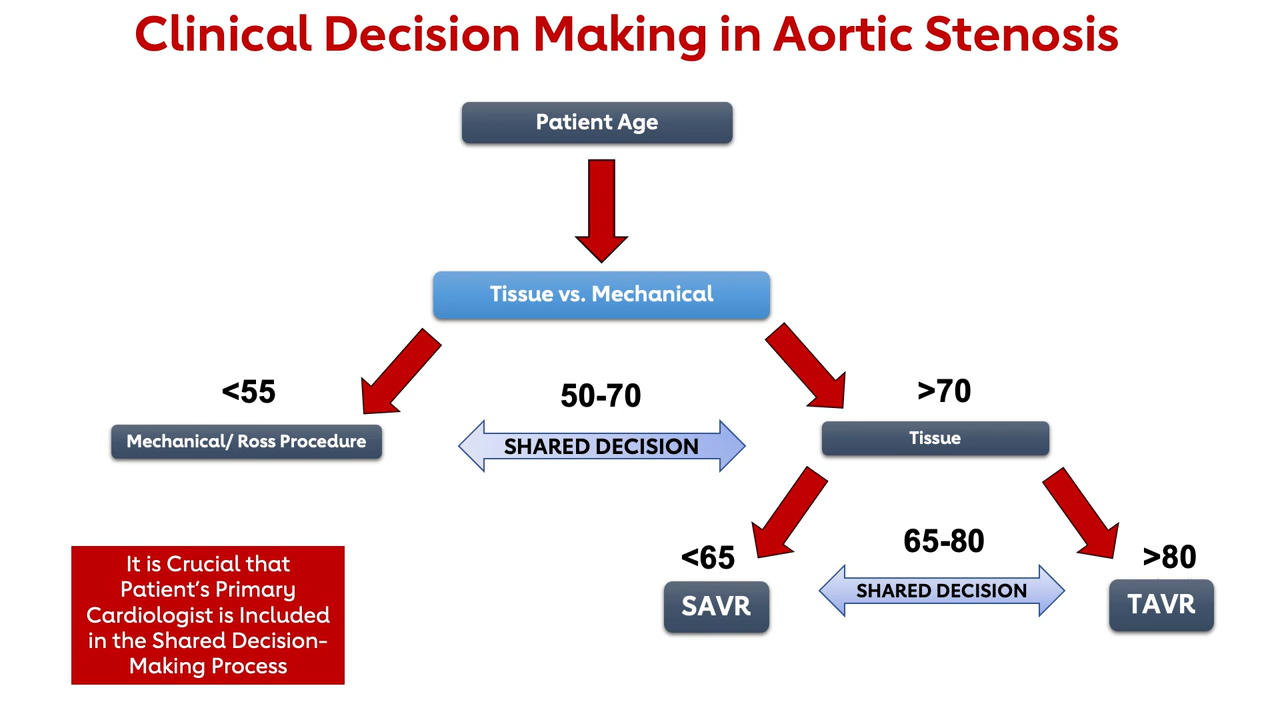 Clinical Decision Making in Aortic Stenosis
Patient Age
Tissue vs. Mechanical
<55
50-70
>70
Mechanical/ Ross Procedure
SHARED DECISION
Tissue
<65
65-80
>80
SAVR
SHARED DECISION
TAVR
It is Crucial that
Patient's Primary
Cardiologist is Included
in the Shared Decision-
Making Process